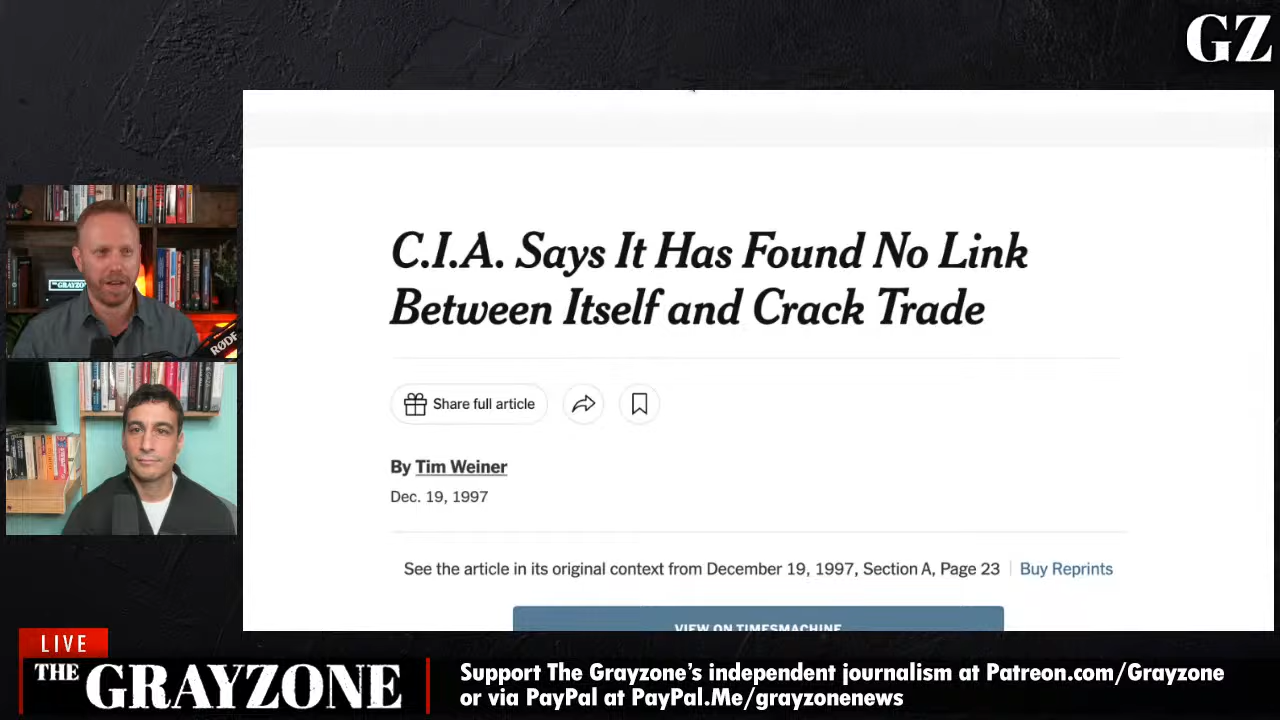 GZ
C.I.A. Says It Has Found No Link
Between Itself and Crack Trade
Share full article
By Tim Weiner
Dec. 19, 1997
See the article in its original context from December 19, 1997, Section A, Page 23 | Buy Reprints
VIEW ON TIMESMACHINE
RØDE
LIVE
THE GRAYZONE
Support The Grayzone’s independent journalism at Patreon.com/Grayzone
or via PayPal at PayPal.Me/grayzonenews